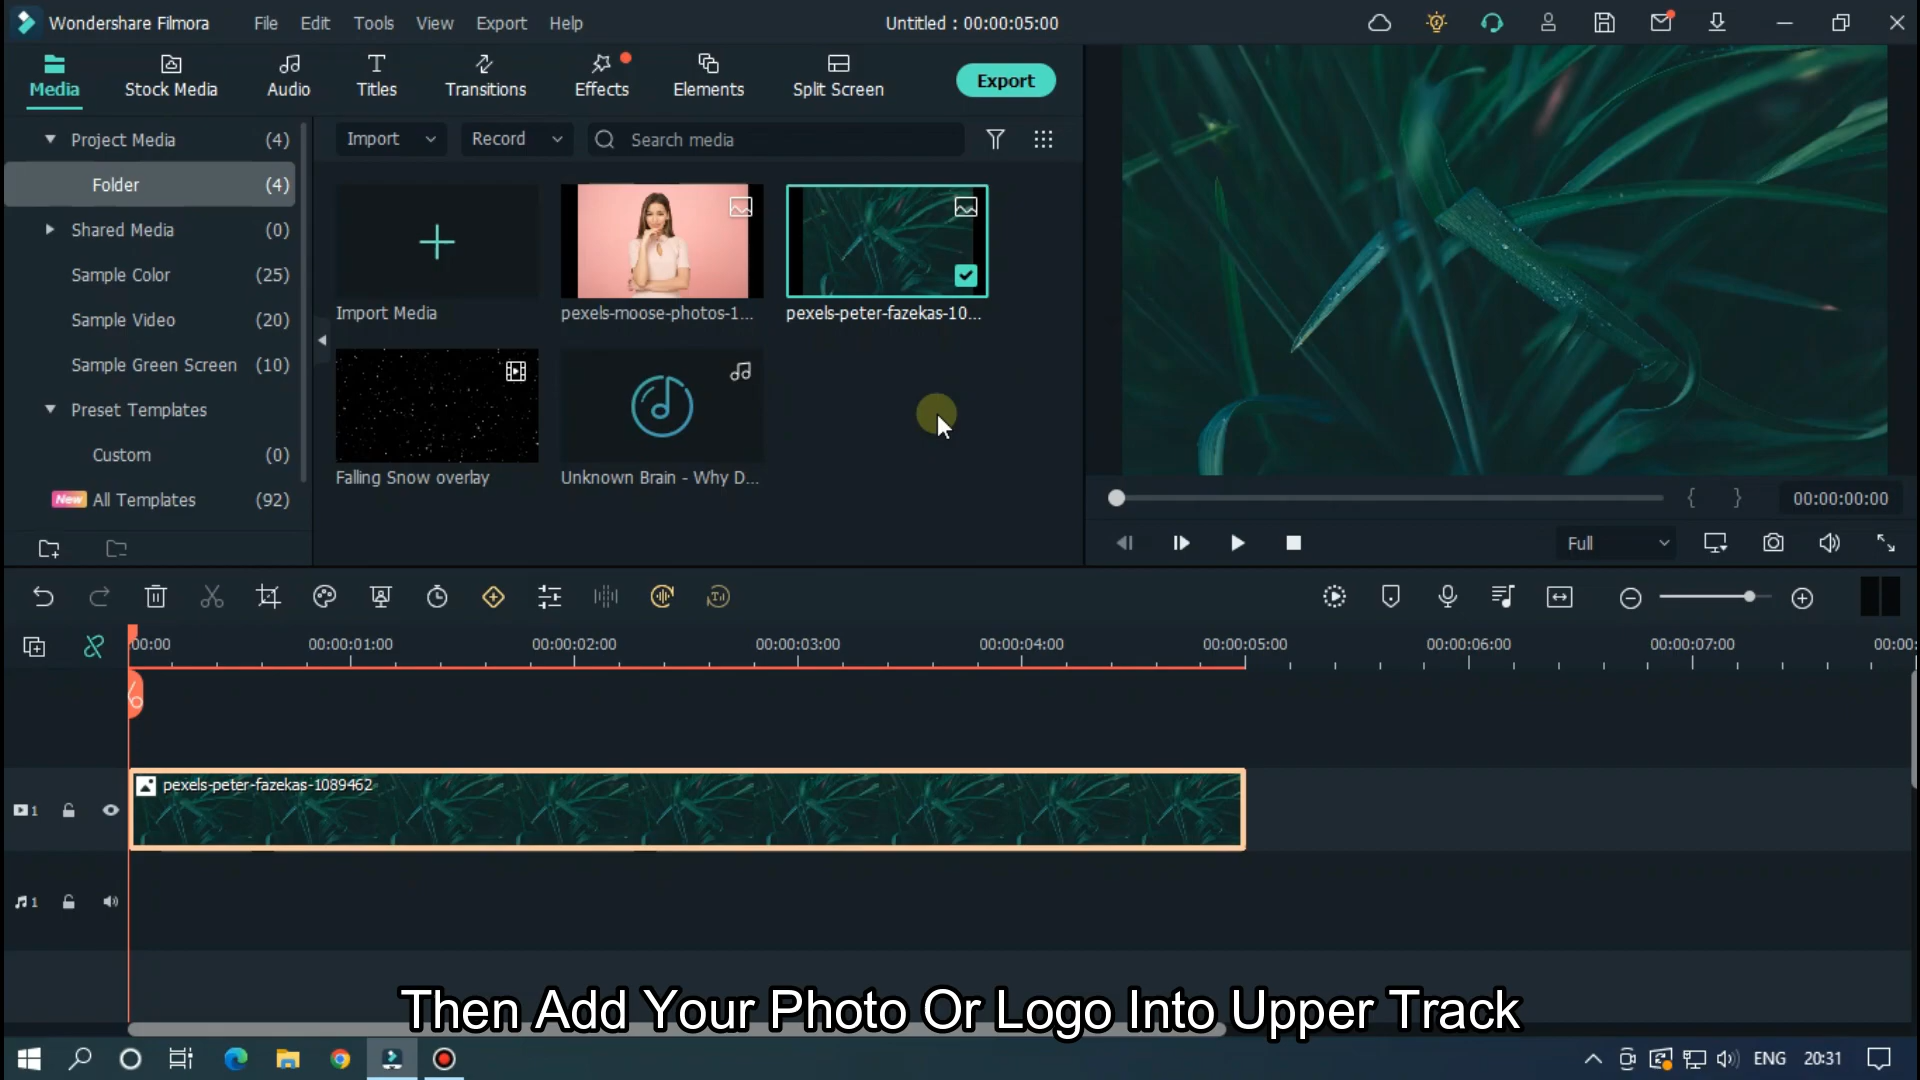 Wondershare Filmora
File Edit Tools View Export Help
Untitled : 00:00:05:00
Media Stock Media Audio Titles Transitions Effects Elements Split Screen Export
Project Media (4)
Folder (4)
Shared Media (0)
Sample Color (25)
Sample Video (20)
Sample Green Screen (10)
Preset Templates
Custom (0)
New All Templates (92)
Import Record Search media
Import Media
pexels-moose-photos-1...
pexels-peter-fazekas-10...
Falling Snow overlay
Unknown Brain - Why D...
{ } 00:00:00:00
Full
00:00 00:00:01:00 00:00:02:00 00:00:03:00 00:00:04:00 00:00:05:00 00:00:06:00 00:00:07:00 00:00:
pexels-peter-fazekas-1089462
1
1
Then Add Your Photo Or Logo Into Upper Track
ENG 20:31